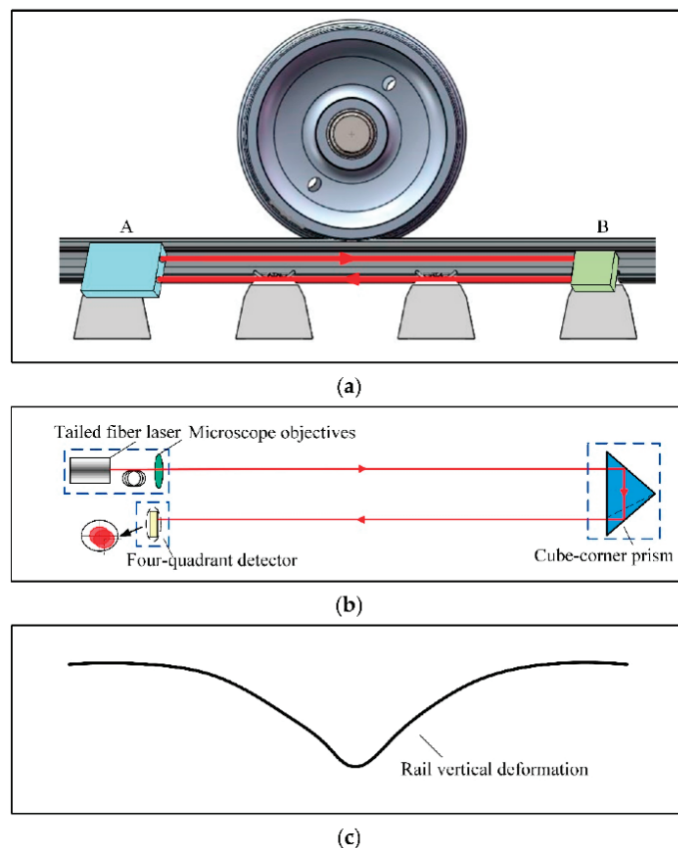 A
B
(a)
Tailed fiber laser
Microscope objectives
Four-quadrant detector
Cube-corner prism
(b)
Rail vertical deformation
(c)